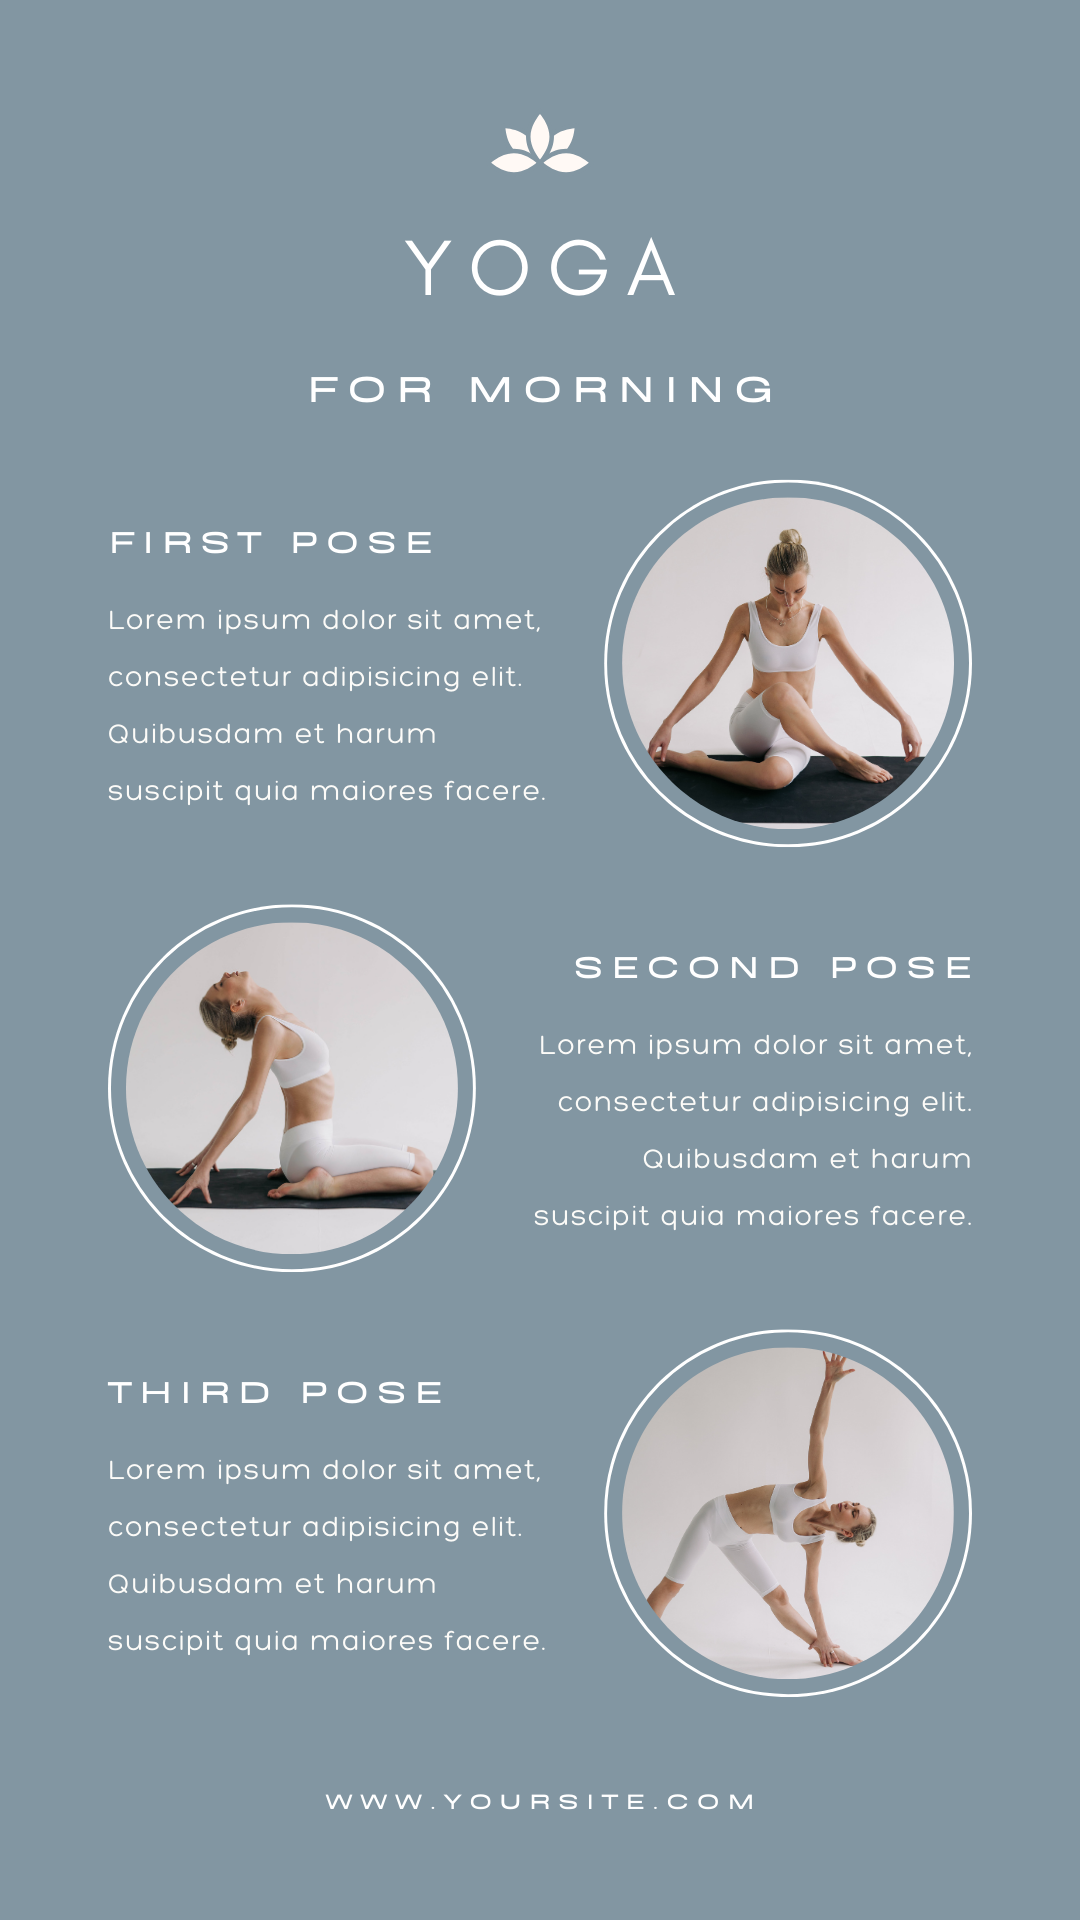 YOGA
FOR MORNING
FIRST POSE
Lorem ipsum dolor sit amet,
consectetur adipisicing elit.
Quibusdam et harum
suscipit quia maiores facere.
SECOND POSE
Lorem ipsum dolor sit amet,
consectetur adipisicing elit.
Quibusdam et harum
suscipit quia maiores facere.
THIRD POSE
Lorem ipsum dolor sit amet,
consectetur adipisicing elit.
Quibusdam et harum
suscipit quia maiores facere.
WWW.YOURSITE.COM